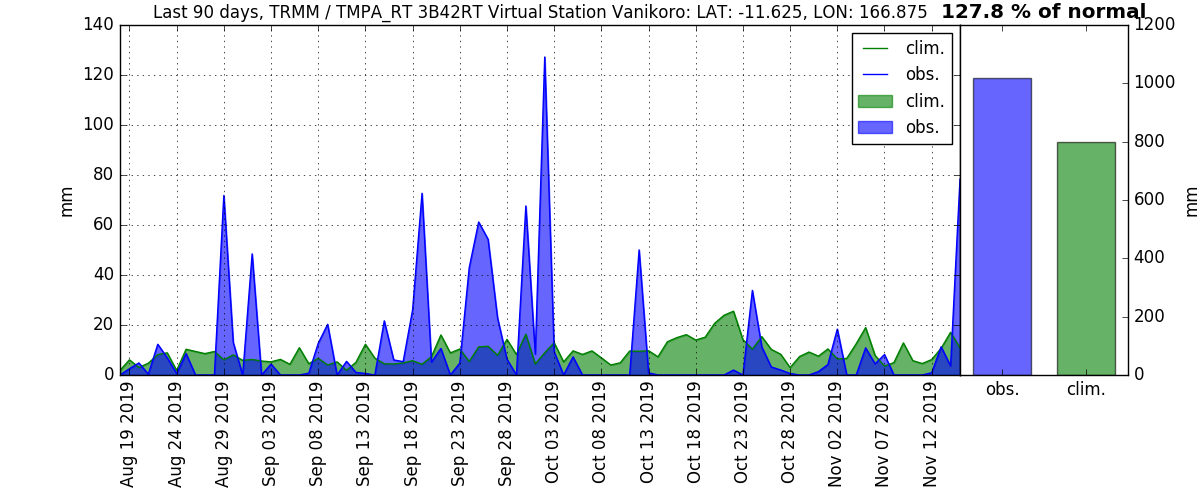 Last 90 days, TRMM / TMPA_RT 3B42RT Virtual Station Vanikoro: LAT: -11.625, LON: 166.875 127.8 % of normal
140
120
100
80
60
40
20
0
mm
clim.
obs.
clim.
obs.
1200
1000
800
600
400
200
0
mm
Aug 19 2019
Aug 24 2019
Aug 29 2019
Sep 03 2019
Sep 08 2019
Sep 13 2019
Sep 18 2019
Sep 23 2019
Sep 28 2019
Oct 03 2019
Oct 08 2019
Oct 13 2019
Oct 18 2019
Oct 23 2019
Oct 28 2019
Nov 02 2019
Nov 07 2019
Nov 12 2019
obs.
clim.